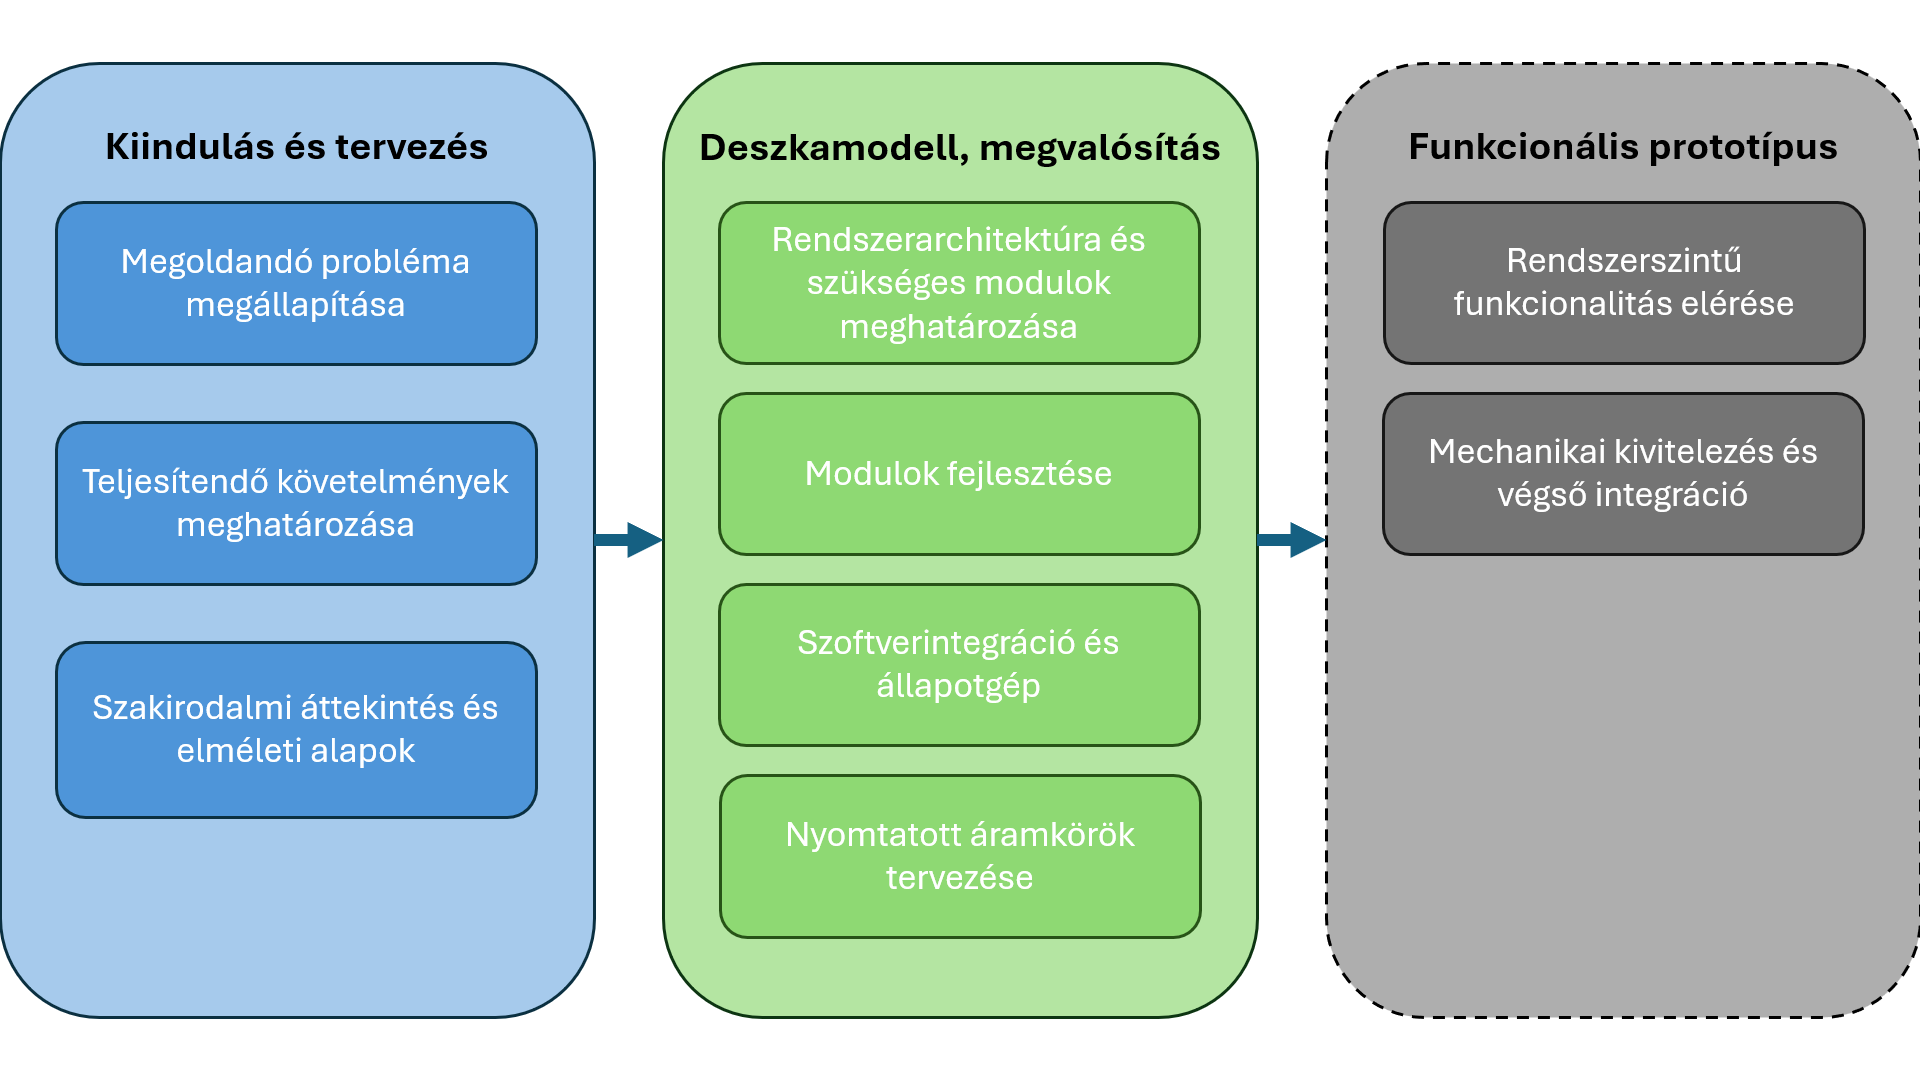 Kiindulás és tervezés
Megoldandó probléma
megállapítása
Teljesítendő követelmények
meghatározása
Szakirodalmi áttekintés és
elméleti alapok
Deszkamodell, megvalósítás
Rendszerarchitektúra és
szükséges modulok
meghatározása
Modulok fejlesztése
Szoftverintegráció és
állapotgép
Nyomtatott áramkörök
tervezése
Funkcionális prototípus
Rendszerszintű
funkcionalitás elérése
Mechanikai kivitelezés és
végső integráció